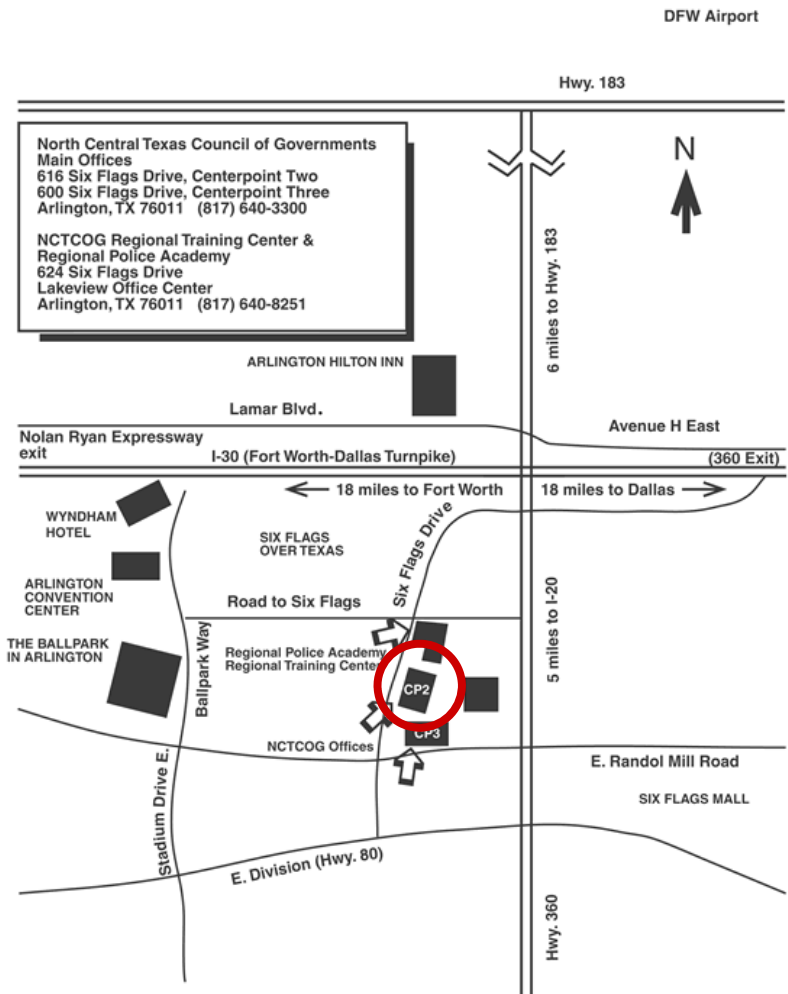 DFW Airport
Hwy. 183
North Central Texas Council of Governments
Main Offices
616 Six Flags Drive, Centerpoint Two
600 Six Flags Drive, Centerpoint Three
Arlington, TX 76011 (817) 640-3300
NCTCOG Regional Training Center &
Regional Police Academy
624 Six Flags Drive
Lakeview Office Center
Arlington, TX 76011 (817) 640-8251
N
6 miles to Hwy. 183
ARLINGTON HILTON INN
Lamar Blvd.
Avenue H East
Nolan Ryan Expressway
exit
I-30 (Fort Worth-Dallas Turnpike)
(360 Exit)
18 miles to Fort Worth
18 miles to Dallas
WYNDHAM
HOTEL
SIX FLAGS
OVER TEXAS
Six Flags Drive
ARLINGTON
CONVENTION
CENTER
Road to Six Flags
5 miles to I-20
THE BALLPARK
IN ARLINGTON
Ballpark Way
Regional Police Academy
Regional Training Center
CP2
CP3
NCTCOG Offices
E. Randol Mill Road
SIX FLAGS MALL
Stadium Drive E.
E. Division (Hwy. 80)
Hwy. 360